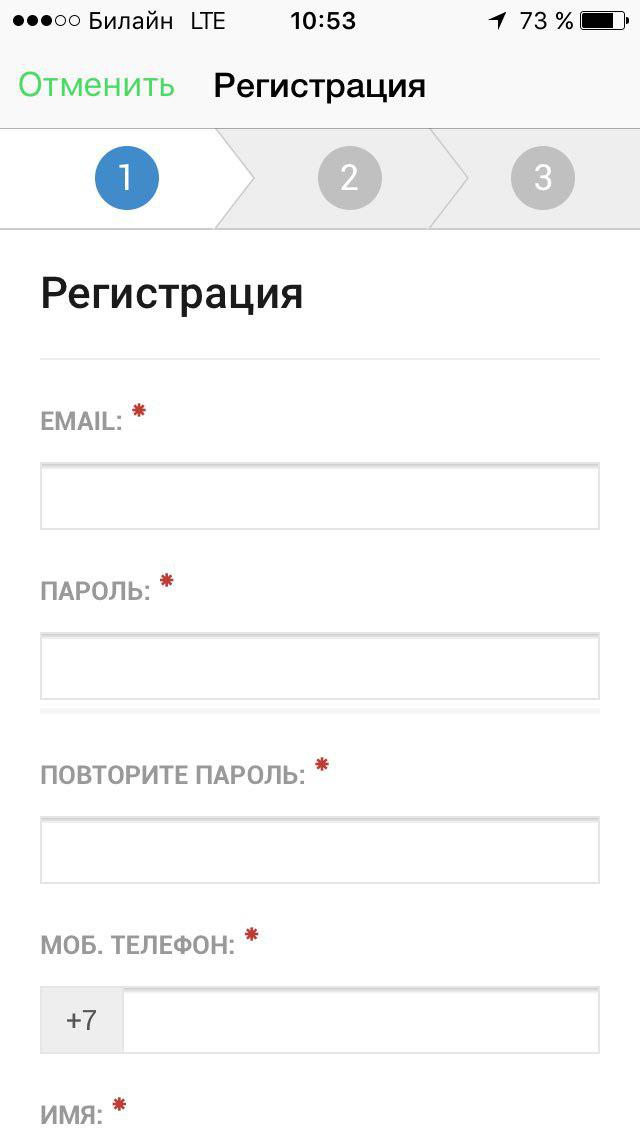 Билайн LTE 10:53 73 %
Отменить Регистрация
1 2 3
Регистрация
EMAIL: *
ПАРОЛЬ: *
ПОВТОРИТЕ ПАРОЛЬ: *
МОБ. ТЕЛЕФОН: *
+7
ИМЯ: *